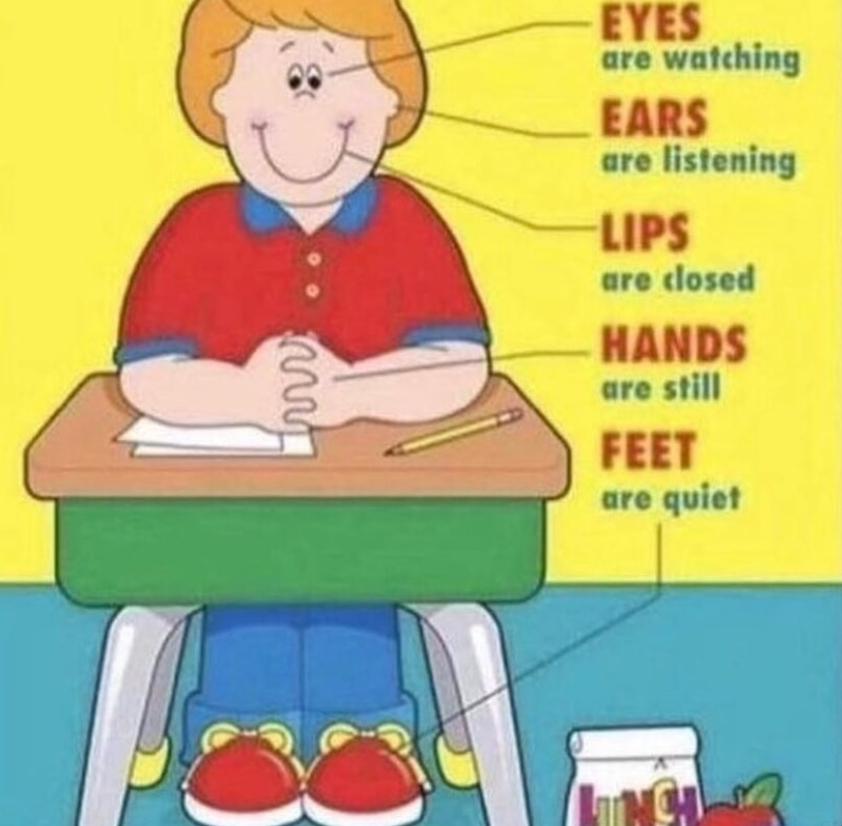 EYES
are watching
EARS
are listening
LIPS
are closed
HANDS
are still
FEET
are quiet
LUNCH